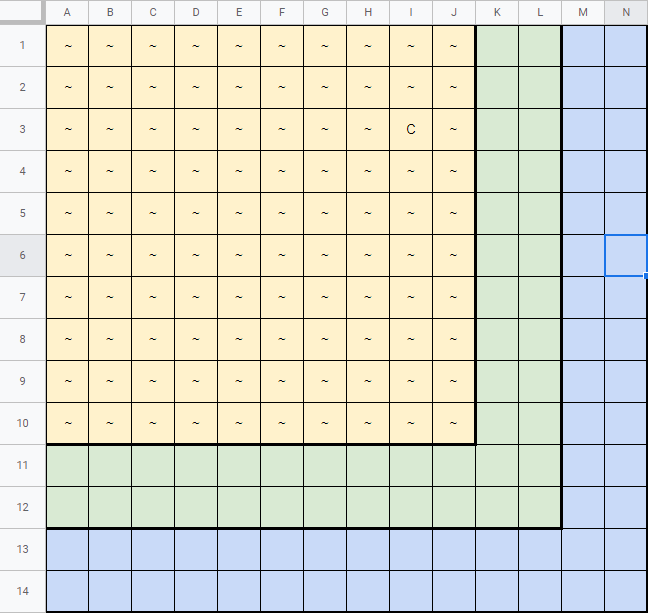 A B C D E F G H I J K L M N
1 ~ ~ ~ ~ ~ ~ ~ ~ ~ ~
2 ~ ~ ~ ~ ~ ~ ~ ~ ~ ~
3 ~ ~ ~ ~ ~ ~ ~ ~ C ~
4 ~ ~ ~ ~ ~ ~ ~ ~ ~ ~
5 ~ ~ ~ ~ ~ ~ ~ ~ ~ ~
6 ~ ~ ~ ~ ~ ~ ~ ~ ~ ~
7 ~ ~ ~ ~ ~ ~ ~ ~ ~ ~
8 ~ ~ ~ ~ ~ ~ ~ ~ ~ ~
9 ~ ~ ~ ~ ~ ~ ~ ~ ~ ~
10 ~ ~ ~ ~ ~ ~ ~ ~ ~ ~
11
12
13
14